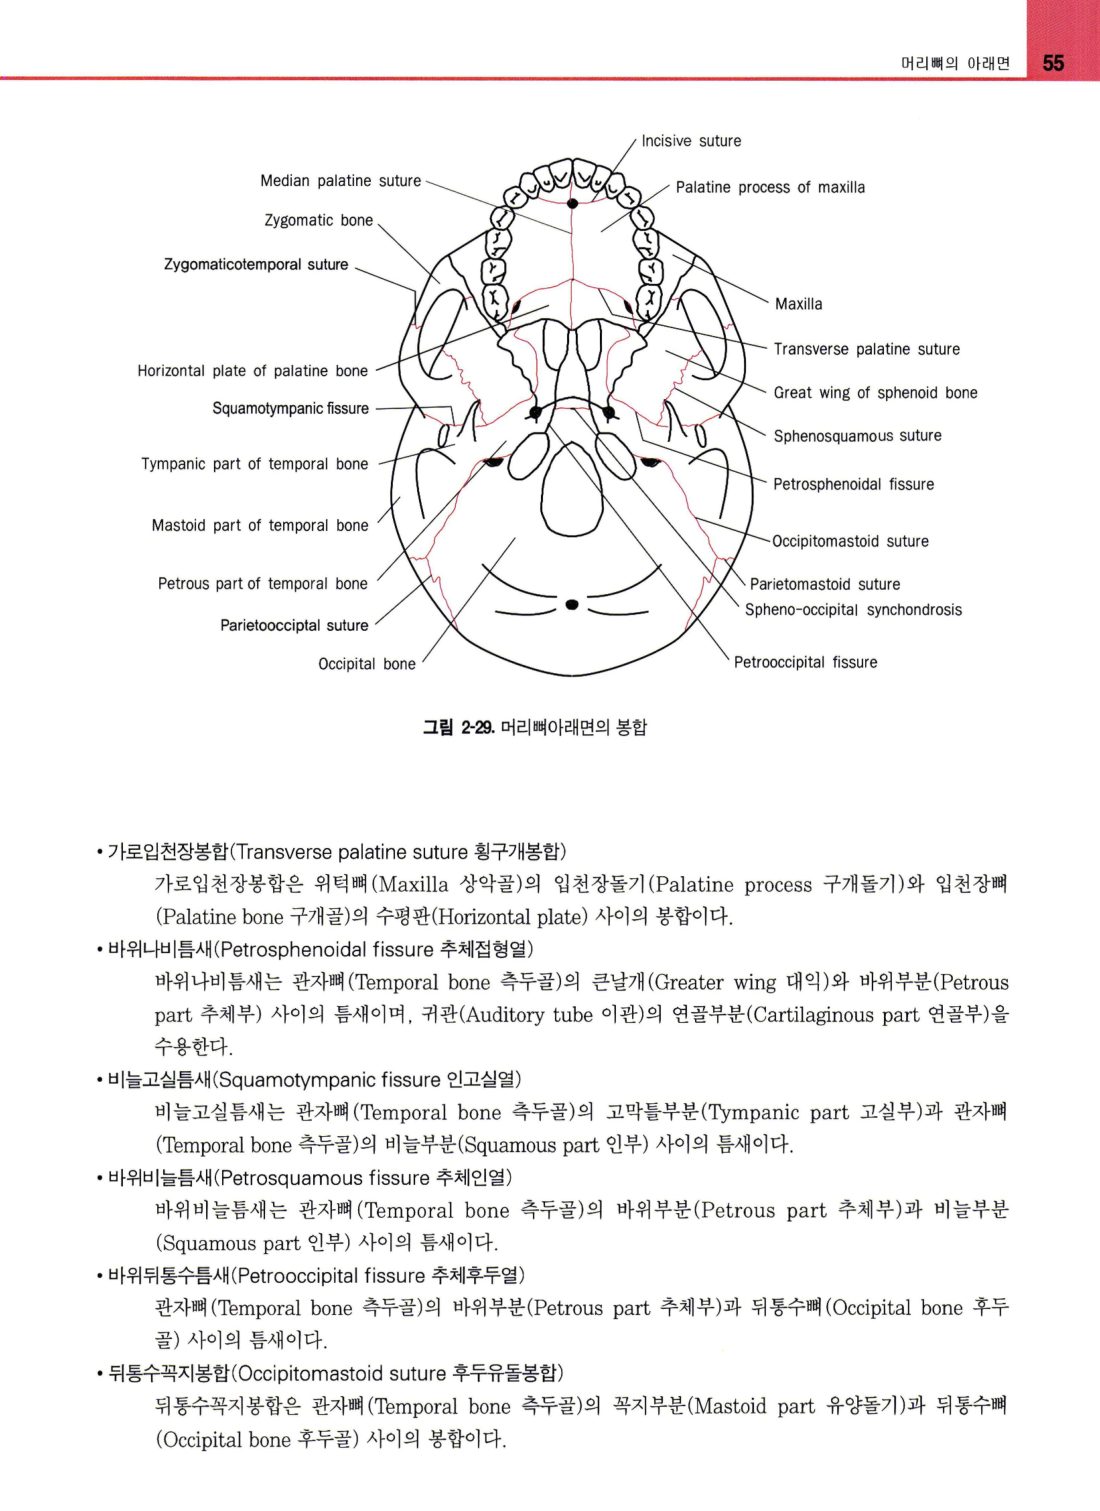 머리뼈의 아래면 55
Incisive suture
Median palatine suture
Palatine process of maxilla
Zygomatic bone
Zygomaticotemporal suture
Maxilla
Transverse palatine suture
Horizontal plate of palatine bone
Great wing of sphenoid bone
Squamotympanic fissure
Sphenosquamous suture
Tympanic part of temporal bone
Petrosphenoidal fissure
Mastoid part of temporal bone
Occipitomastoid suture
Petrous part of temporal bone
Parietomastoid suture
Spheno-occipital synchondrosis
Parietoocciptal suture
Occipital bone
Petrooccipital fissure
그림 2-29. 머리뼈아래면의 봉합
• 가로입천장봉합(Transverse palatine suture 횡구개봉합)
가로입천장봉합은 위턱뼈(Maxilla 상악골)의 입천장돌기(Palatine process 구개돌기)와 입천장뼈
(Palatine bone 구개골)의 수평판(Horizontal plate) 사이의 봉합이다.
• 바위나비틈새(Petrosphenoidal fissure 추체접형열)
바위나비틈새는 관자뼈(Temporal bone 측두골)의 큰날개(Greater wing 대익)와 바위부분(Petrous
part 추체부) 사이의 틈새이며, 귀관(Auditory tube 이관)의 연골부분(Cartilaginous part 연골부)을
수용한다.
• 비늘고실틈새(Squamotympanic fissure 인고실열)
비늘고실틈새는 관자뼈(Temporal bone 측두골)의 고막틀부분(Tympanic part 고실부)과 관자뼈
(Temporal bone 측두골)의 비늘부분(Squamous part 인부) 사이의 틈새이다.
• 바위비늘틈새(Petrosquamous fissure 추체인열)
바위비늘틈새는 관자뼈(Temporal bone 측두골)의 바위부분(Petrous part 추체부)과 비늘부분
(Squamous part 인부) 사이의 틈새이다.
• 바위뒤통수틈새(Petrooccipital fissure 추체후두열)
관자뼈(Temporal bone 측두골)의 바위부분(Petrous part 추체부)과 뒤통수뼈(Occipital bone 후두
골) 사이의 틈새이다.
• 뒤통수꼭지봉합(Occipitomastoid suture 후두유돌봉합)
뒤통수꼭지봉합은 관자뼈(Temporal bone 측두골)의 꼭지부분(Mastoid part 유양돌기)과 뒤통수뼈
(Occipital bone 후두골) 사이의 봉합이다.